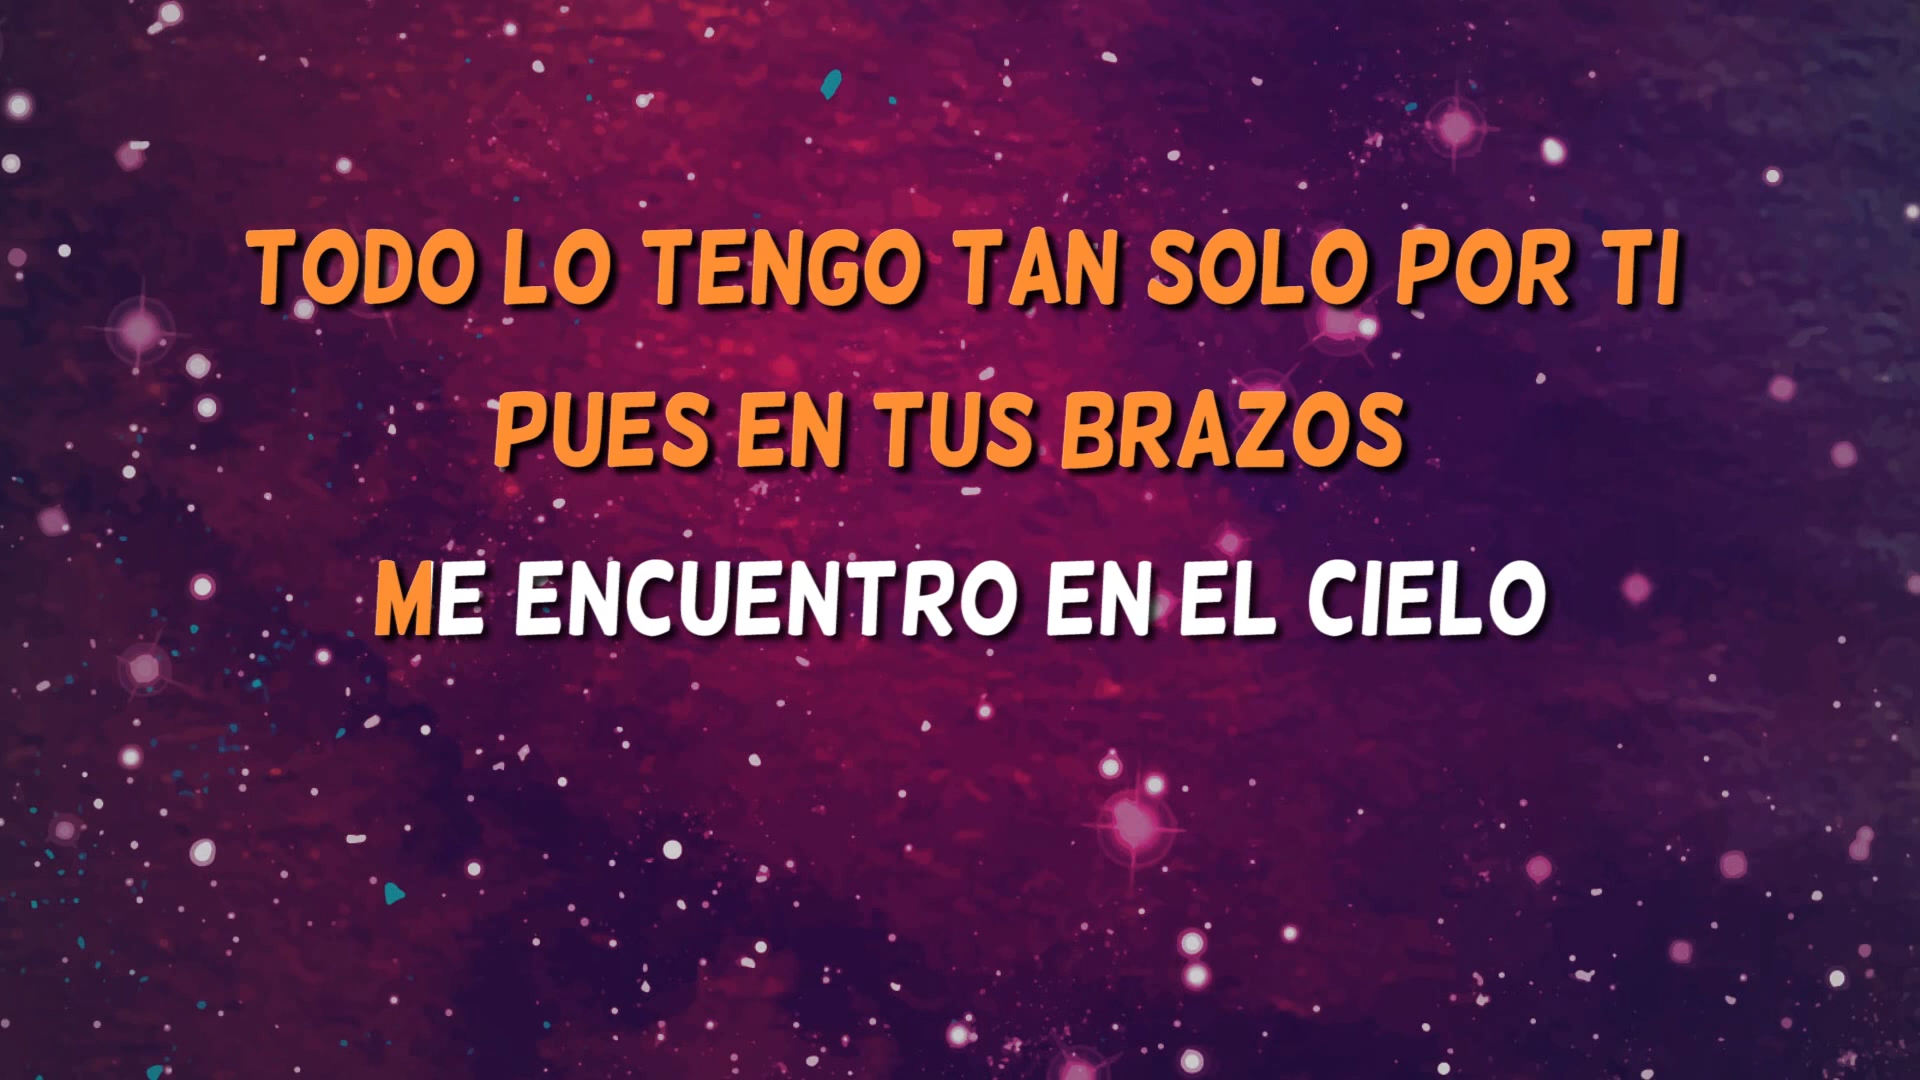 TODO LO TENGO TAN SOLO POR TI
PUES EN TUS BRAZOS
ME ENCUENTRO EN EL CIELO